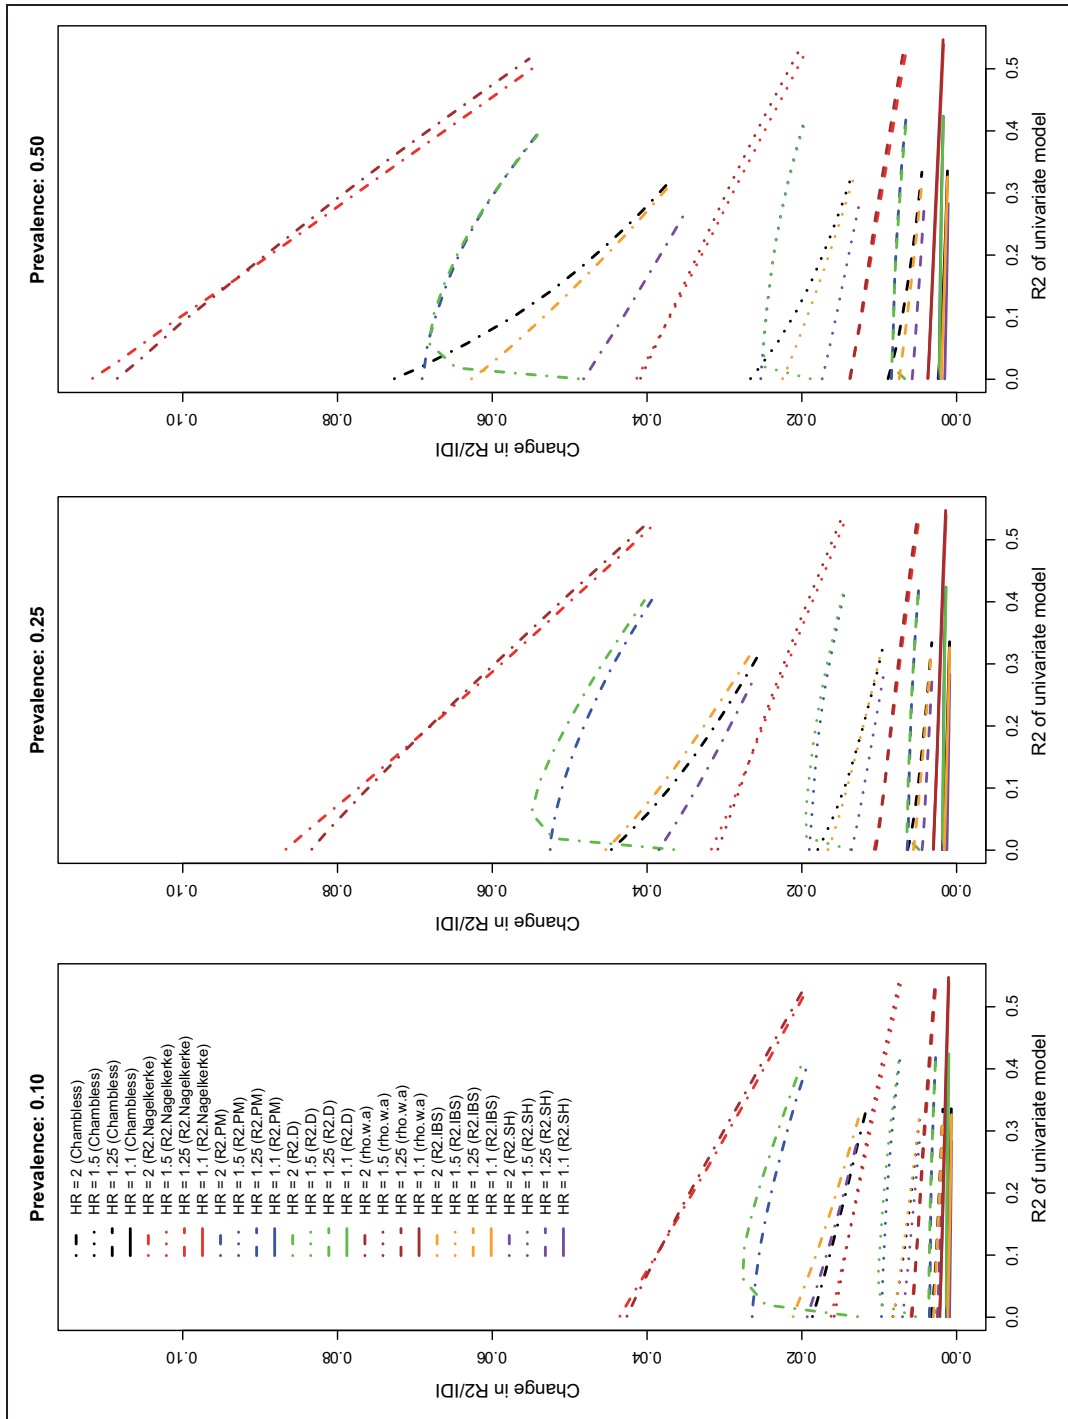 Prevalence: 0.10
HR = 2 (Chambless)
HR = 1.5 (Chambless)
HR = 1.25 (Chambless)
HR = 1.1 (Chambless)
HR = 2 (R2.Nagelkerke)
HR = 1.5 (R2.Nagelkerke)
HR = 1.25 (R2.Nagelkerke)
HR = 1.1 (R2.Nagelkerke)
HR = 2 (R2.PM)
HR = 1.5 (R2.PM)
HR = 1.25 (R2.PM)
HR = 1.1 (R2.PM)
HR = 2 (R2.D)
HR = 1.5 (R2.D)
HR = 1.25 (R2.D)
HR = 1.1 (R2.D)
HR = 2 (rho.w.a)
HR = 1.5 (rho.w.a)
HR = 1.25 (rho.w.a)
HR = 1.1 (rho.w.a)
HR = 2 (R2.IBS)
HR = 1.5 (R2.IBS)
HR = 1.25 (R2.IBS)
HR = 1.1 (R2.IBS)
HR = 2 (R2.SH)
HR = 1.5 (R2.SH)
HR = 1.25 (R2.SH)
HR = 1.1 (R2.SH)
Change in R2/IDI
0.10
0.08
0.06
0.04
0.02
0.00
0.0 0.1 0.2 0.3 0.4 0.5
R2 of univariate model
Prevalence: 0.25
Change in R2/IDI
0.10
0.08
0.06
0.04
0.02
0.00
0.0 0.1 0.2 0.3 0.4 0.5
R2 of univariate model
Prevalence: 0.50
Change in R2/IDI
0.10
0.08
0.06
0.04
0.02
0.00
0.0 0.1 0.2 0.3 0.4 0.5
R2 of univariate model